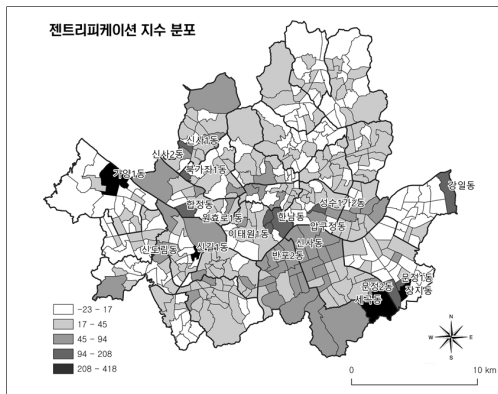 젠트리피케이션 지수 분포
신사1동
신사2동
북가좌1동
가양1동
강일동
합정동
성수1가2동
원효로1동
한남동
이태원1동
압구정동
신도림동
신길1동
신사동
반포2동
문정1동
문정2동
장지동
세곡동
-23 - 17
17 - 45
45 - 94
94 - 208
208 - 418
N
W
E
S
0
10 km